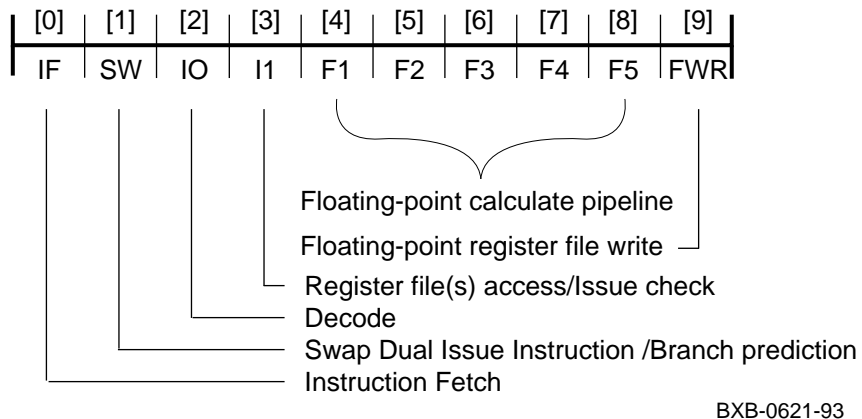 [0] [1] [2] [3] [4] [5] [6] [7] [8] [9]
IF SW IO I1 F1 F2 F3 F4 F5 FWR
Floating-point calculate pipeline
Floating-point register file write
Register file(s) access/Issue check
Decode
Swap Dual Issue Instruction /Branch prediction
Instruction Fetch
BXB-0621-93